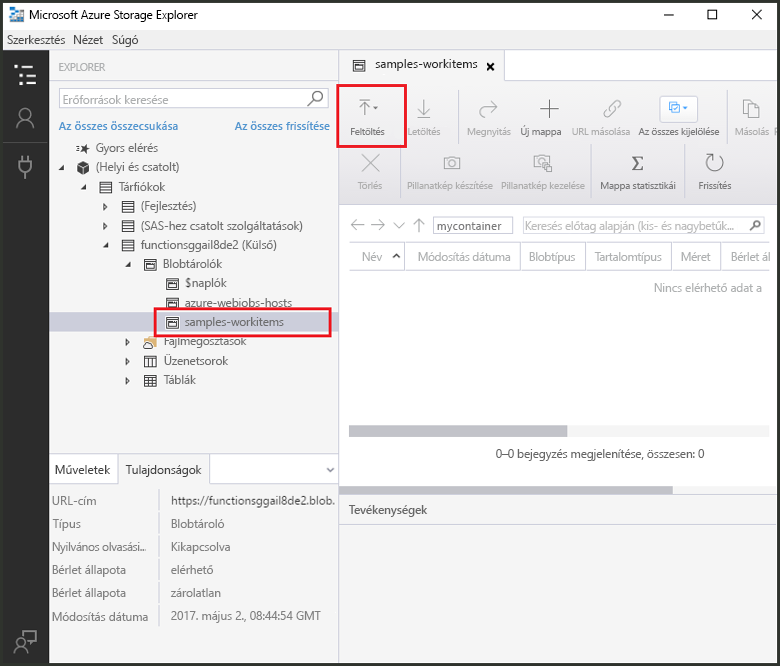 Microsoft Azure Storage Explorer
Szerkesztés Nézet Súgó
EXPLORER
Erőforrások keresése
Az összes összecsukása Az összes frissítése
Gyors elérés
(Helyi és csatolt)
Tárfiókok
(Fejlesztés)
(SAS-hez csatolt szolgáltatások)
functionsggail8de2 (Külső)
Blobtárolók
$naplók
azure-webjobs-hosts
samples-workitems
Fájlmegosztások
Üzenetsorok
Táblák
Műveletek Tulajdonságok
URL-cím https://functionsggail8de2.blob.
Típus Blobtároló
Nyilvános olvasási... Kikapcsolva
Bérlet állapota elérhető
Bérlet állapota zárolatlan
Módosítás dátuma 2017. május 2., 08:44:54 GMT
samples-workitems
Feltöltés Letöltés Megnyitás Új mappa URL másolása Az összes kijelölése Másolás
Törlés Pillanatkép készítése Pillanatkép kezelése Mappa statisztikái Frissítés
mycontainer Keresés előtag alapján (kis- és nagybetűk...
Név Módosítás dátuma Blobtípus Tartalomtípus Méret Bérlet ál
Nincs elérhető adat a
0–0 bejegyzés megjelenítése, összesen: 0
Tevékenységek